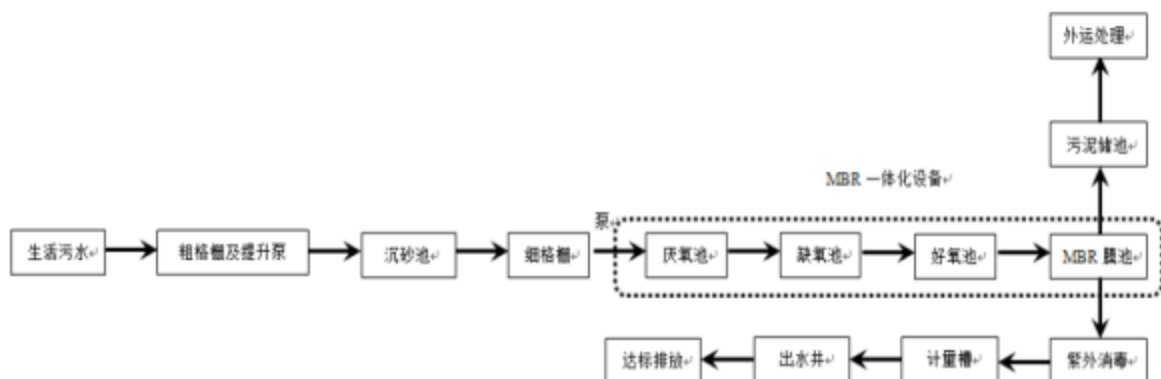 外运处理
污泥储池
MBR 一体化设备
泵
生活污水
粗格栅及提升泵
沉砂池
细格栅
厌氧池
缺氧池
好氧池
MBR 膜池
达标排放
出水井
计量槽
紫外消毒